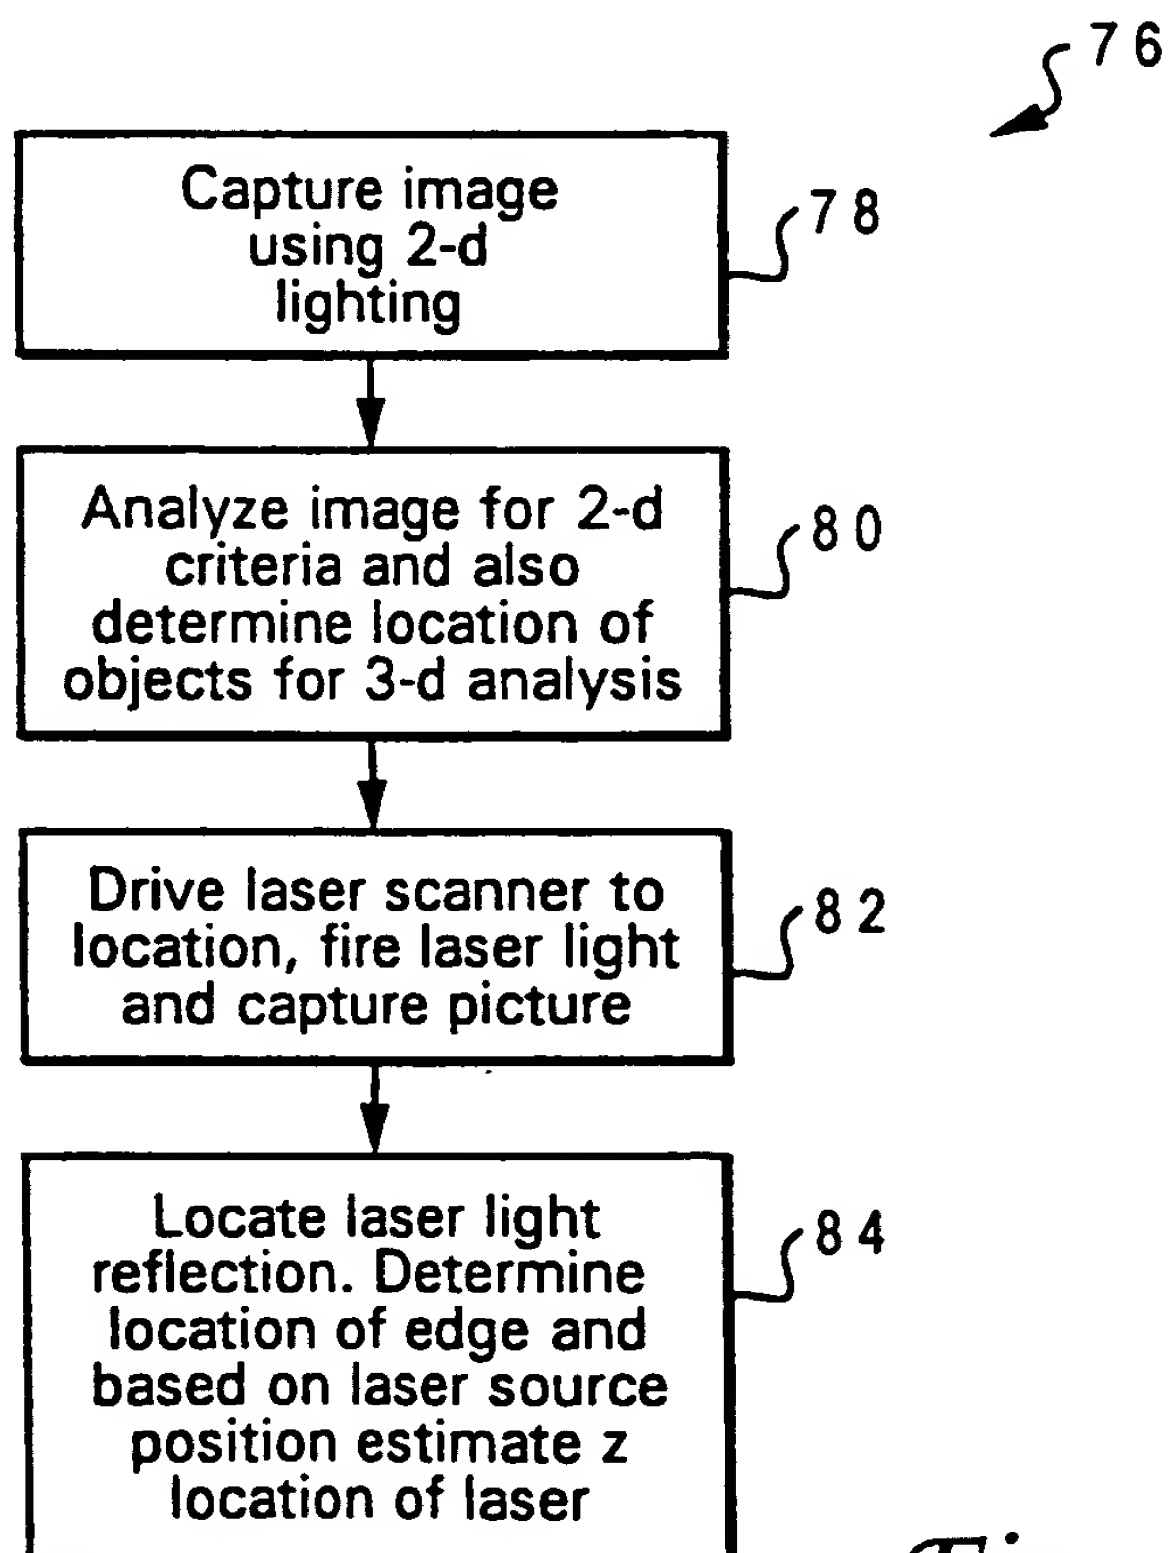 76
Capture image
using 2-d
lighting
78
Analyze image for 2-d
criteria and also
determine location of
objects for 3-d analysis
80
Drive laser scanner to
location, fire laser light
and capture picture
82
Locate laser light
reflection. Determine
location of edge and
based on laser source
position estimate z
location of laser
84